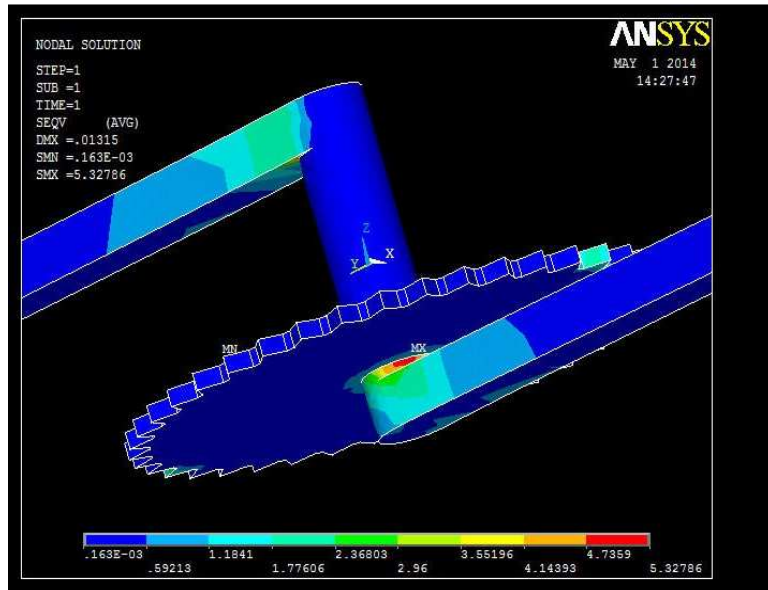 NODAL SOLUTION
STEP=1
SUB =1
TIME=1
SEQV (AVG)
DMX =.01315
SMN =.163E-03
SMX =5.32786
ANSYS
MAY 1 2014
14:27:47
Z
Y X
MN
MX
.163E-03 1.1841 2.36803 3.55196 4.7359
.59213 1.77606 2.96 4.14393 5.32786